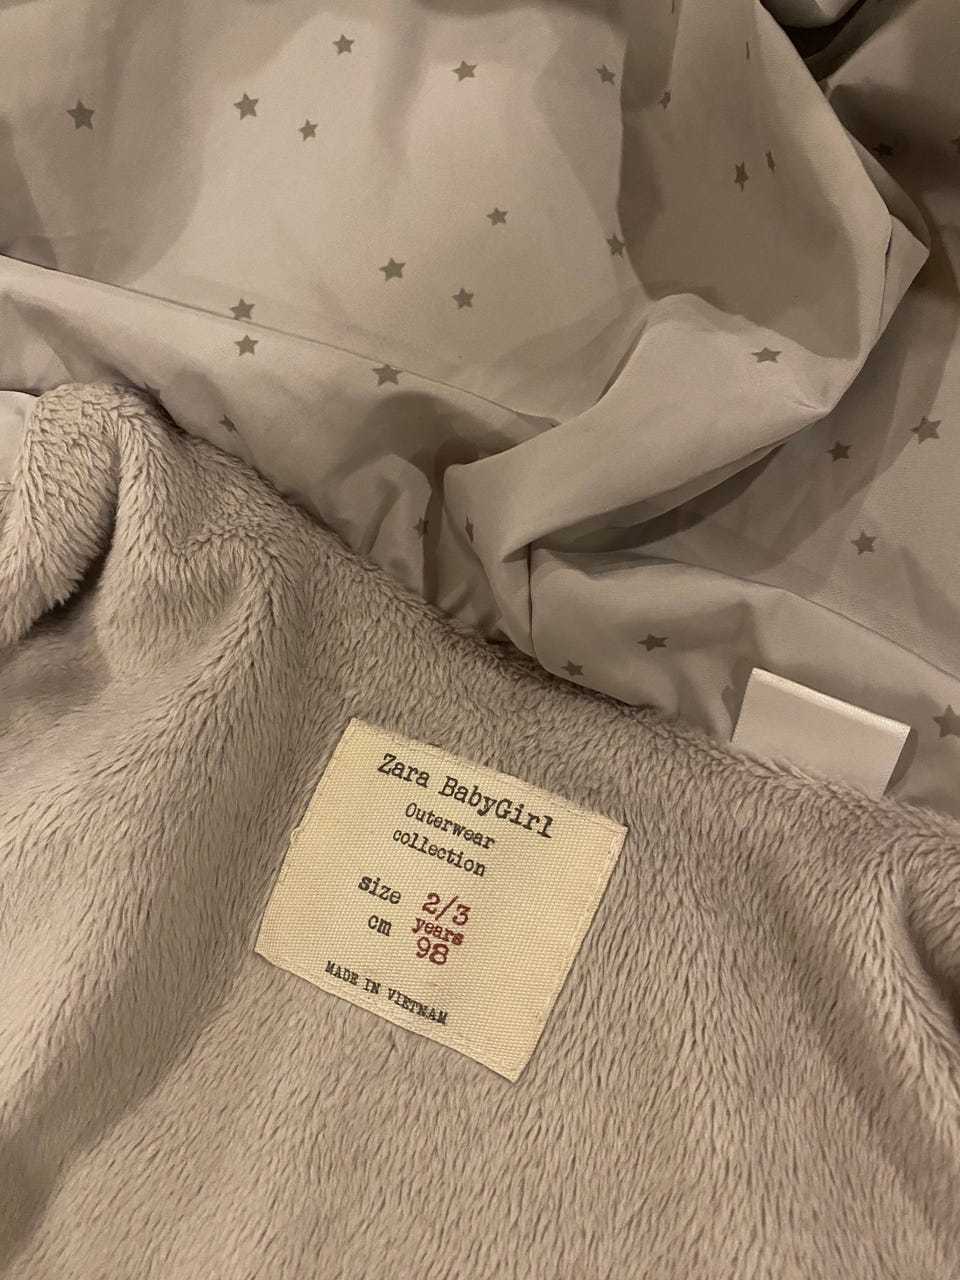 Zara BabyGirl
Outerwear
collection
size 2/3
years
cm 98
MADE IN VIETNAM